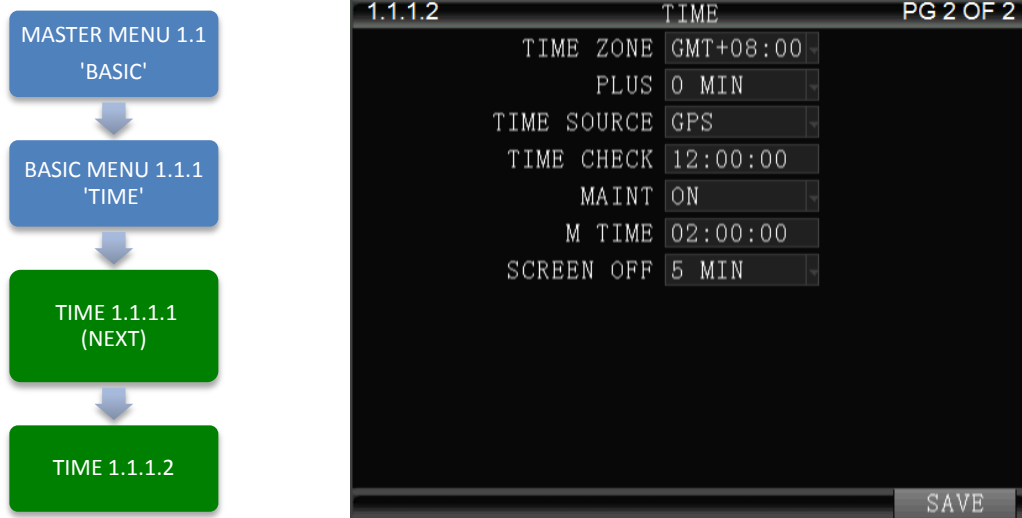 MASTER MENU 1.1
'BASIC'
BASIC MENU 1.1.1
'TIME'
TIME 1.1.1.1
(NEXT)
TIME 1.1.1.2
1.1.1.2 TIME PG 2 OF 2
TIME ZONE GMT+08:00
PLUS 0 MIN
TIME SOURCE GPS
TIME CHECK 12:00:00
MAINT ON
M TIME 02:00:00
SCREEN OFF 5 MIN
SAVE